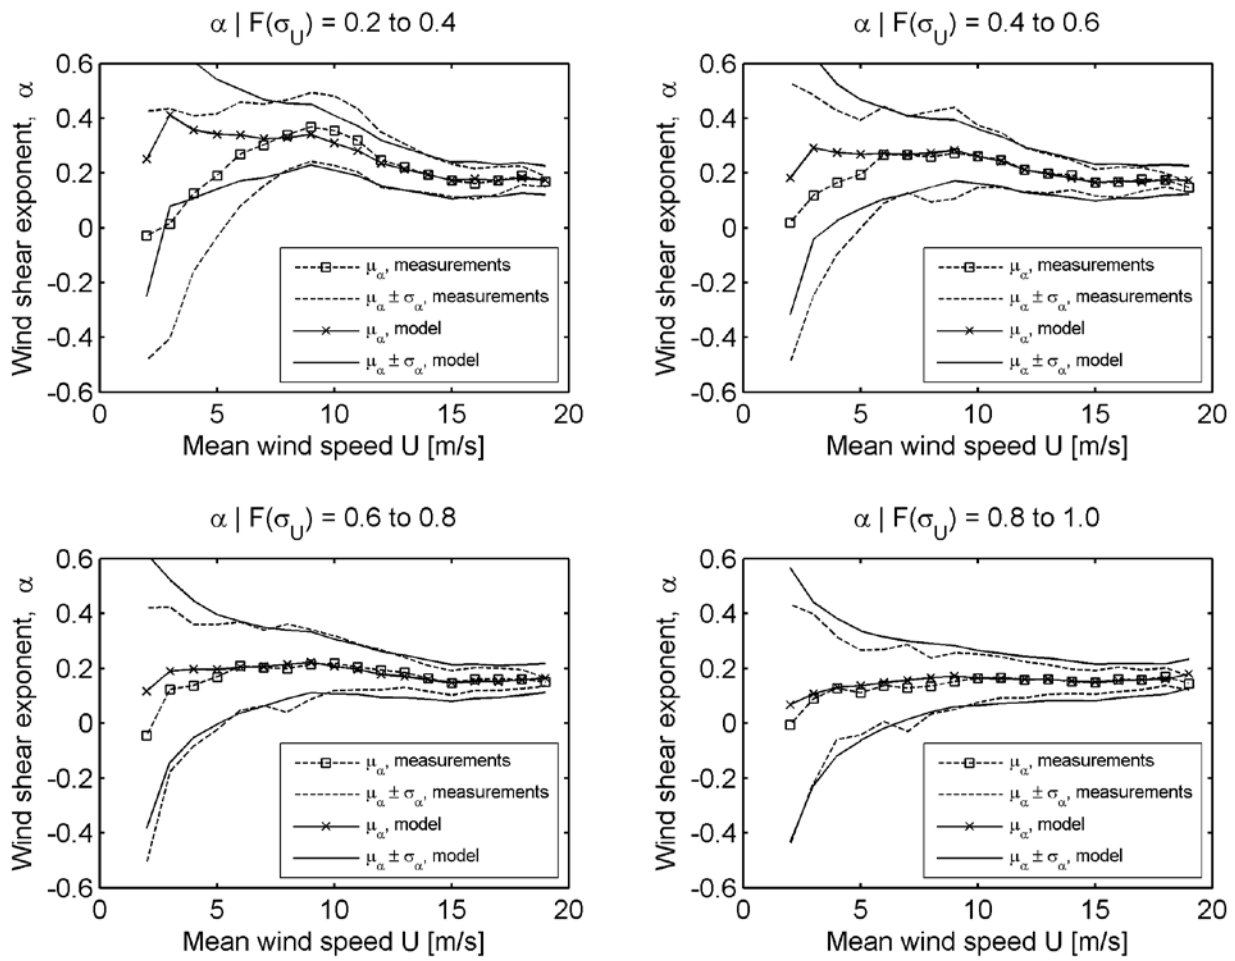 α | F(σ_U) = 0.2 to 0.4
Wind shear exponent, α
0.6
0.4
0.2
0
-0.2
-0.4
-0.6
μ_α, measurements
μ_α ± σ_α, measurements
μ_α, model
μ_α ± σ_α, model
0 5 10 15 20
Mean wind speed U [m/s]
α | F(σ_U) = 0.4 to 0.6
Wind shear exponent, α
0.6
0.4
0.2
0
-0.2
-0.4
-0.6
μ_α, measurements
μ_α ± σ_α, measurements
μ_α, model
μ_α ± σ_α, model
0 5 10 15 20
Mean wind speed U [m/s]
α | F(σ_U) = 0.6 to 0.8
Wind shear exponent, α
0.6
0.4
0.2
0
-0.2
-0.4
-0.6
μ_α, measurements
μ_α ± σ_α, measurements
μ_α, model
μ_α ± σ_α, model
0 5 10 15 20
Mean wind speed U [m/s]
α | F(σ_U) = 0.8 to 1.0
Wind shear exponent, α
0.6
0.4
0.2
0
-0.2
-0.4
-0.6
μ_α, measurements
μ_α ± σ_α, measurements
μ_α, model
μ_α ± σ_α, model
0 5 10 15 20
Mean wind speed U [m/s]